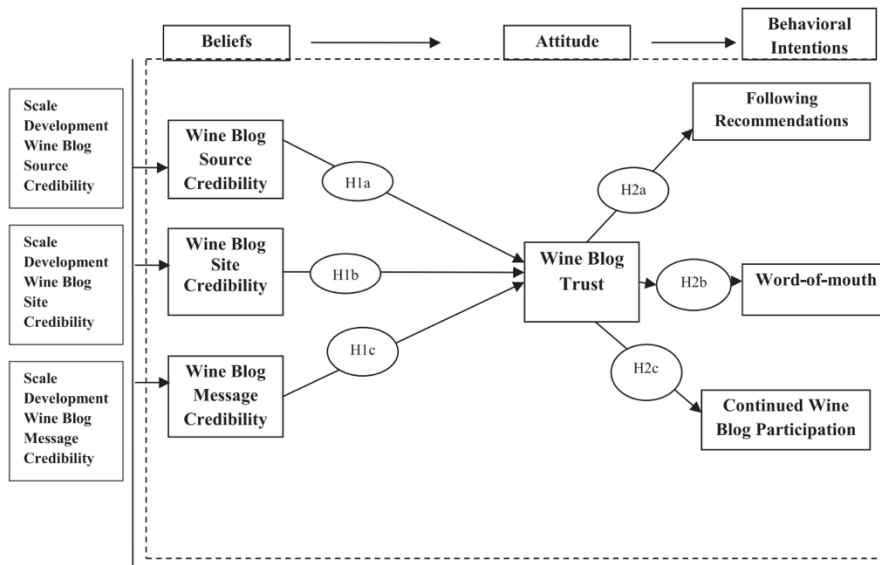 Beliefs
Attitude
Behavioral
Intentions
Scale
Development
Wine Blog
Source
Credibility
Scale
Development
Wine Blog
Site
Credibility
Scale
Development
Wine Blog
Message
Credibility
Wine Blog
Source
Credibility
Wine Blog
Site
Credibility
Wine Blog
Message
Credibility
H1a
H1b
H1c
Wine Blog
Trust
H2a
H2b
H2c
Following
Recommendations
Word-of-mouth
Continued Wine
Blog Participation